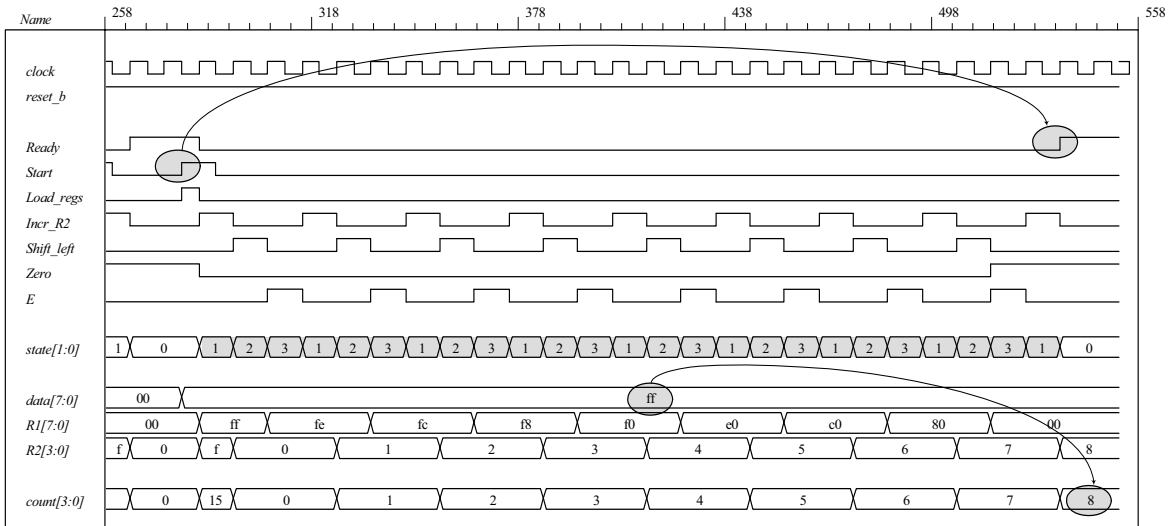 Name 258 318 378 438 498 558
clock
reset_b
Ready
Start
Load_regs
Incr_R2
Shift_left
Zero
E
state[1:0] 1 0 1 2 3 1 2 3 1 2 3 1 2 3 1 2 3 1 2 3 1 2 3 1 2 3 1 0
data[7:0] 00 ff
R1[7:0] 00 ff fe fc f8 f0 e0 c0 80 00
R2[3:0] f 0 f 0 1 2 3 4 5 6 7 8
count[3:0] 0 15 0 1 2 3 4 5 6 7 8